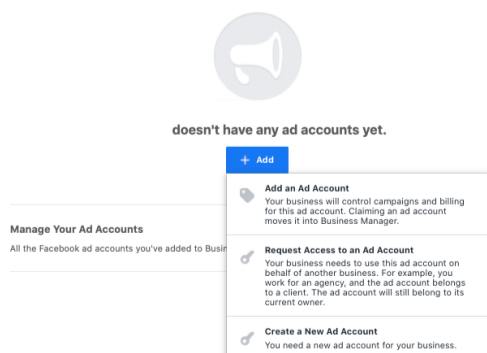 doesn't have any ad accounts yet.
+ Add
Add an Ad Account
Your business will control campaigns and billing
for this ad account. Claiming an ad account
moves it into Business Manager.
Manage Your Ad Accounts
All the Facebook ad accounts you've added to Busin
Request Access to an Ad Account
Your business needs to use this ad account on
behalf of another business. For example, you
work for an agency, and the ad account belongs
to a client. The ad account will still belong to its
current owner.
Create a New Ad Account
You need a new ad account for your business.